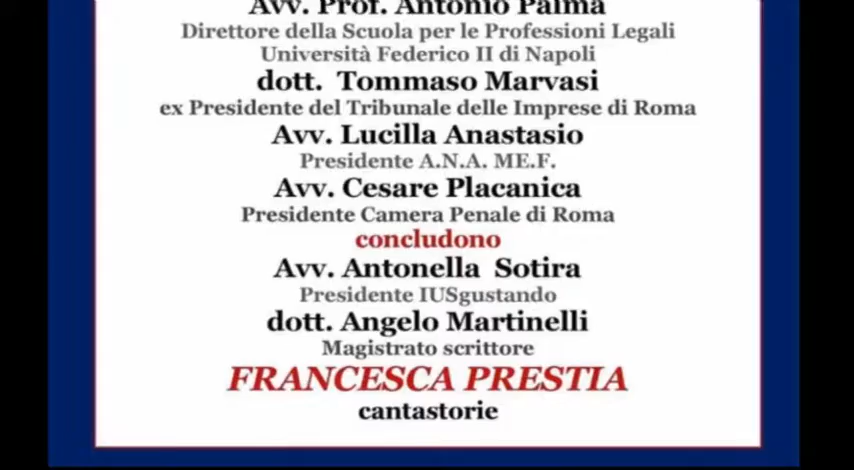 Avv. Prof. Antonio Palma
Direttore della Scuola per le Professioni Legali
Università Federico II di Napoli
dott. Tommaso Marvasi
ex Presidente del Tribunale delle Imprese di Roma
Avv. Lucilla Anastasio
Presidente A.N.A. ME.F.
Avv. Cesare Placanica
Presidente Camera Penale di Roma
concludono
Avv. Antonella Sotira
Presidente IUSgustando
dott. Angelo Martinelli
Magistrato scrittore
FRANCESCA PRESTIA
cantastorie